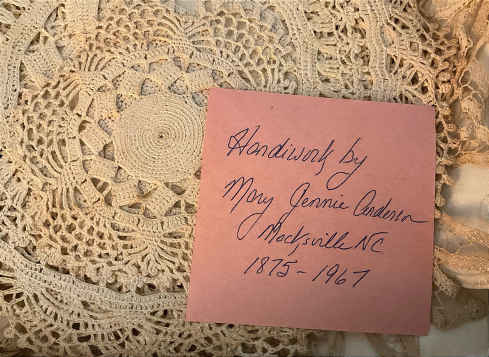 Handiwork by
Mary Jennie Anderson
Mocksville NC
1875-1967